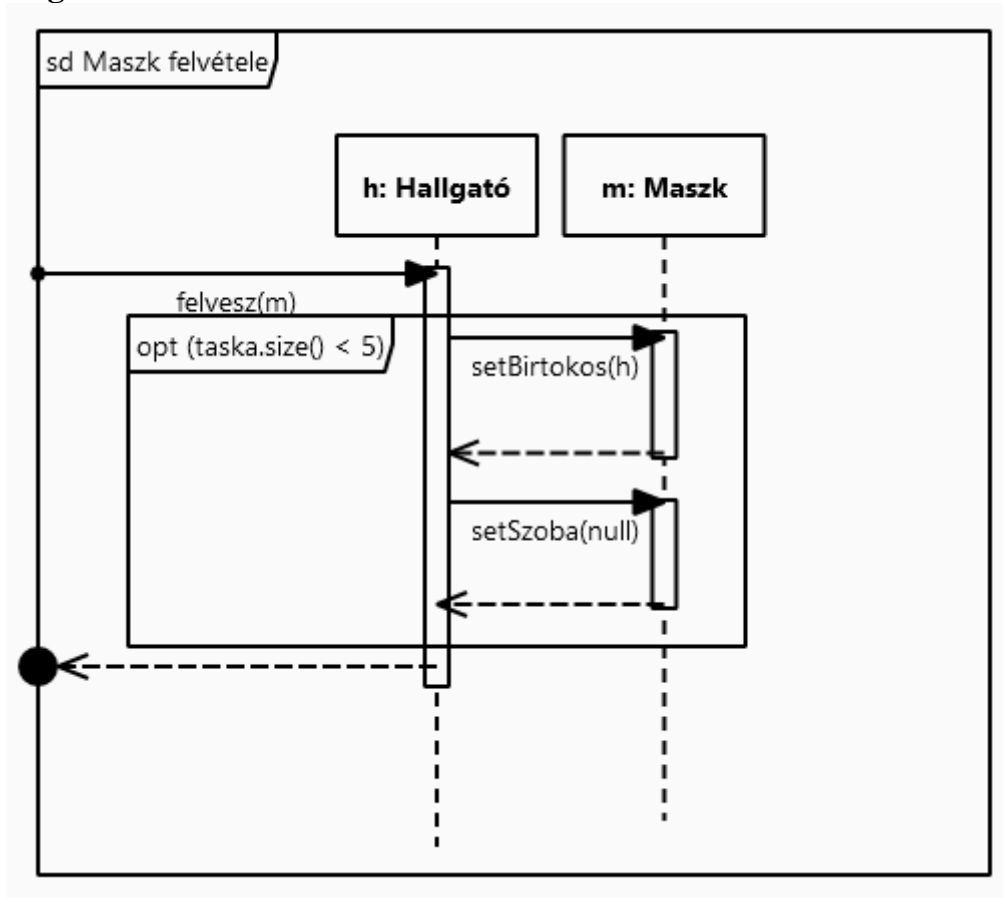 sd Maszk felvétele
h: Hallgató
m: Maszk
felvesz(m)
opt (taska.size() < 5)
setBirtokos(h)
setSzoba(null)